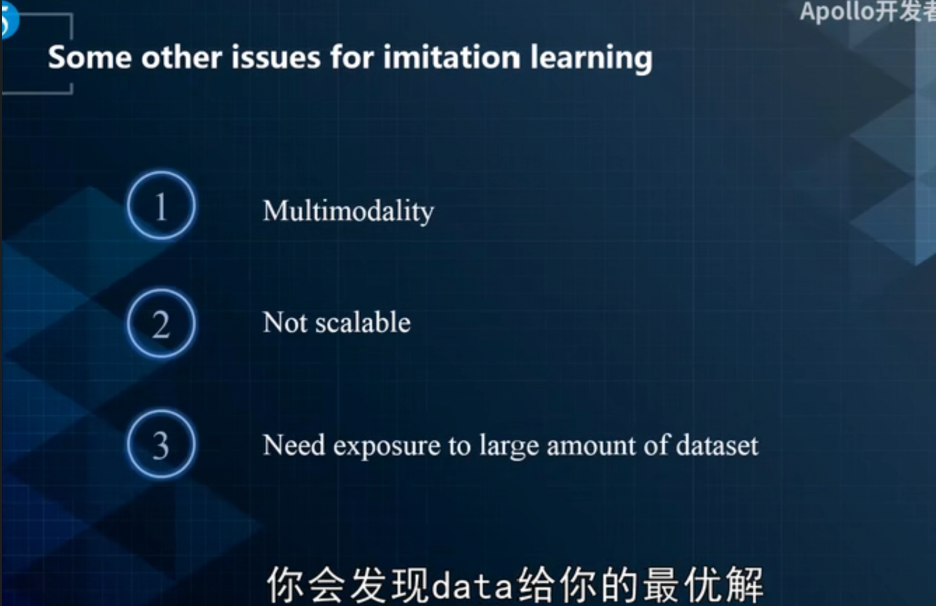 Apollo开发者
Some other issues for imitation learning
1
Multimodality
2
Not scalable
3
Need exposure to large amount of dataset
你会发现data给你的最优解